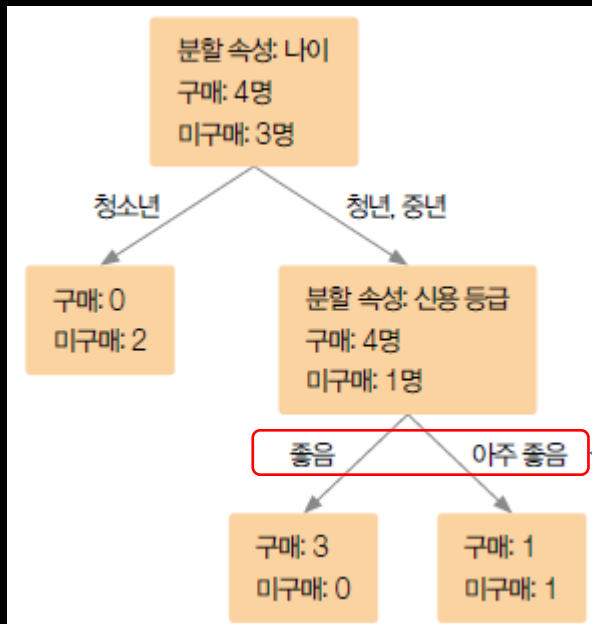 분할 속성: 나이
구매: 4명
미구매: 3명
청소년
청년, 중년
구매: 0
미구매: 2
분할 속성: 신용 등급
구매: 4명
미구매: 1명
좋음
아주 좋음
구매: 3
미구매: 0
구매: 1
미구매: 1